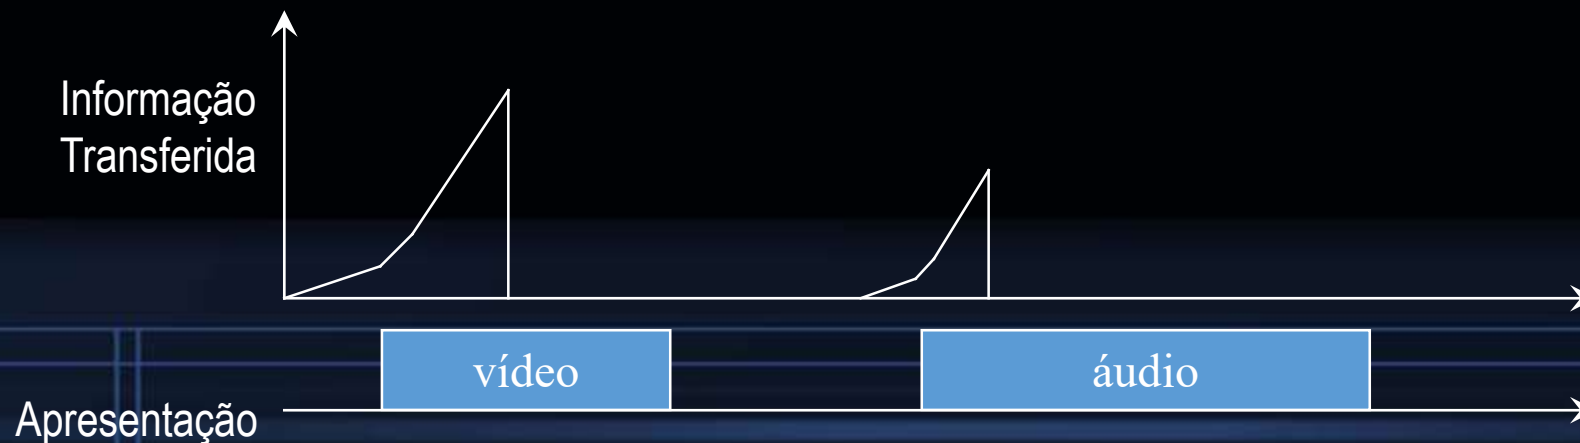 Informação
Transferida
vídeo
áudio
Apresentação